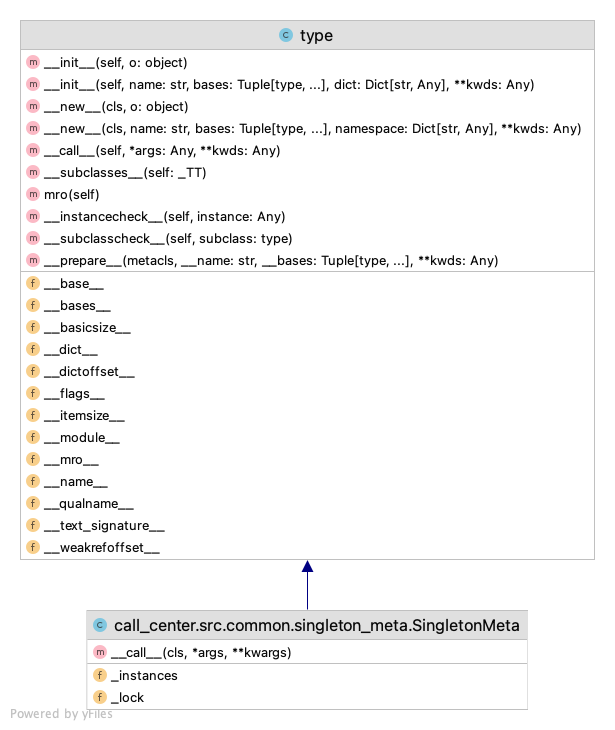 c type
m __init__(self, o: object)
m __init__(self, name: str, bases: Tuple[type, ...], dict: Dict[str, Any], **kwds: Any)
m __new__(cls, o: object)
m __new__(cls, name: str, bases: Tuple[type, ...], namespace: Dict[str, Any], **kwds: Any)
m __call__(self, *args: Any, **kwds: Any)
m __subclasses__(self: _TT)
m mro(self)
m __instancecheck__(self, instance: Any)
m __subclasscheck__(self, subclass: type)
m __prepare__(metacls, __name: str, __bases: Tuple[type, ...], **kwds: Any)
f __base__
f __bases__
f __basicsize__
f __dict__
f __dictoffset__
f __flags__
f __itemsize__
f __module__
f __mro__
f __name__
f __qualname__
f __text_signature__
f __weakrefoffset__
c call_center.src.common.singleton_meta.SingletonMeta
m __call__(cls, *args, **kwargs)
f _instances
f _lock
Powered by yFiles